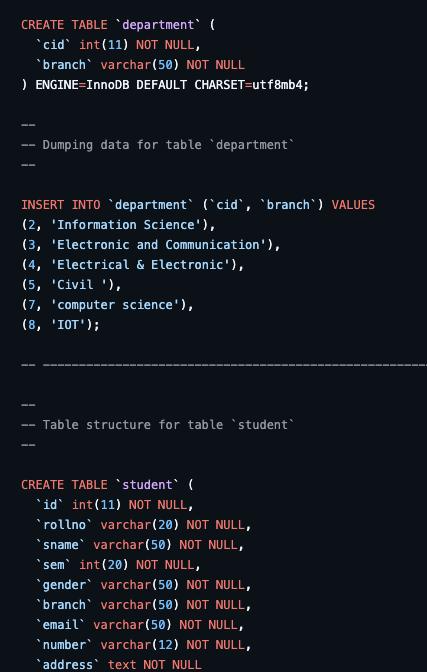 CREATE TABLE `department` (
  `cid` int(11) NOT NULL,
  `branch` varchar(50) NOT NULL
) ENGINE=InnoDB DEFAULT CHARSET=utf8mb4;
--
-- Dumping data for table `department`
--
INSERT INTO `department` (`cid`, `branch`) VALUES
(2, 'Information Science'),
(3, 'Electronic and Communication'),
(4, 'Electrical & Electronic'),
(5, 'Civil '),
(7, 'computer science'),
(8, 'IOT');
-- --------------------------------------------------------
--
-- Table structure for table `student`
--
CREATE TABLE `student` (
  `id` int(11) NOT NULL,
  `rollno` varchar(20) NOT NULL,
  `sname` varchar(50) NOT NULL,
  `sem` int(20) NOT NULL,
  `gender` varchar(50) NOT NULL,
  `branch` varchar(50) NOT NULL,
  `email` varchar(50) NOT NULL,
  `number` varchar(12) NOT NULL,
  `address` text NOT NULL